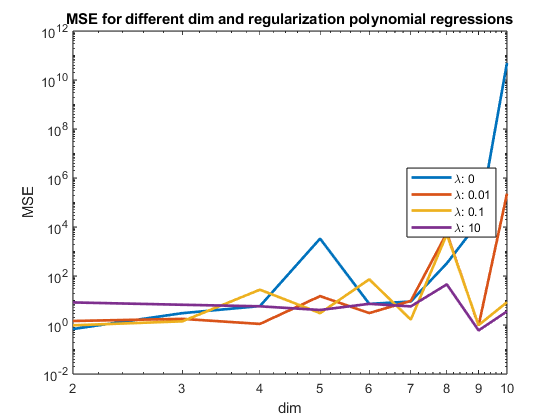 MSE for different dim and regularization polynomial regressions
10^12
10^10
10^8
10^6
10^4
10^2
10^0
10^-2
MSE
λ: 0
λ: 0.01
λ: 0.1
λ: 10
2 3 4 5 6 7 8 9 10
dim